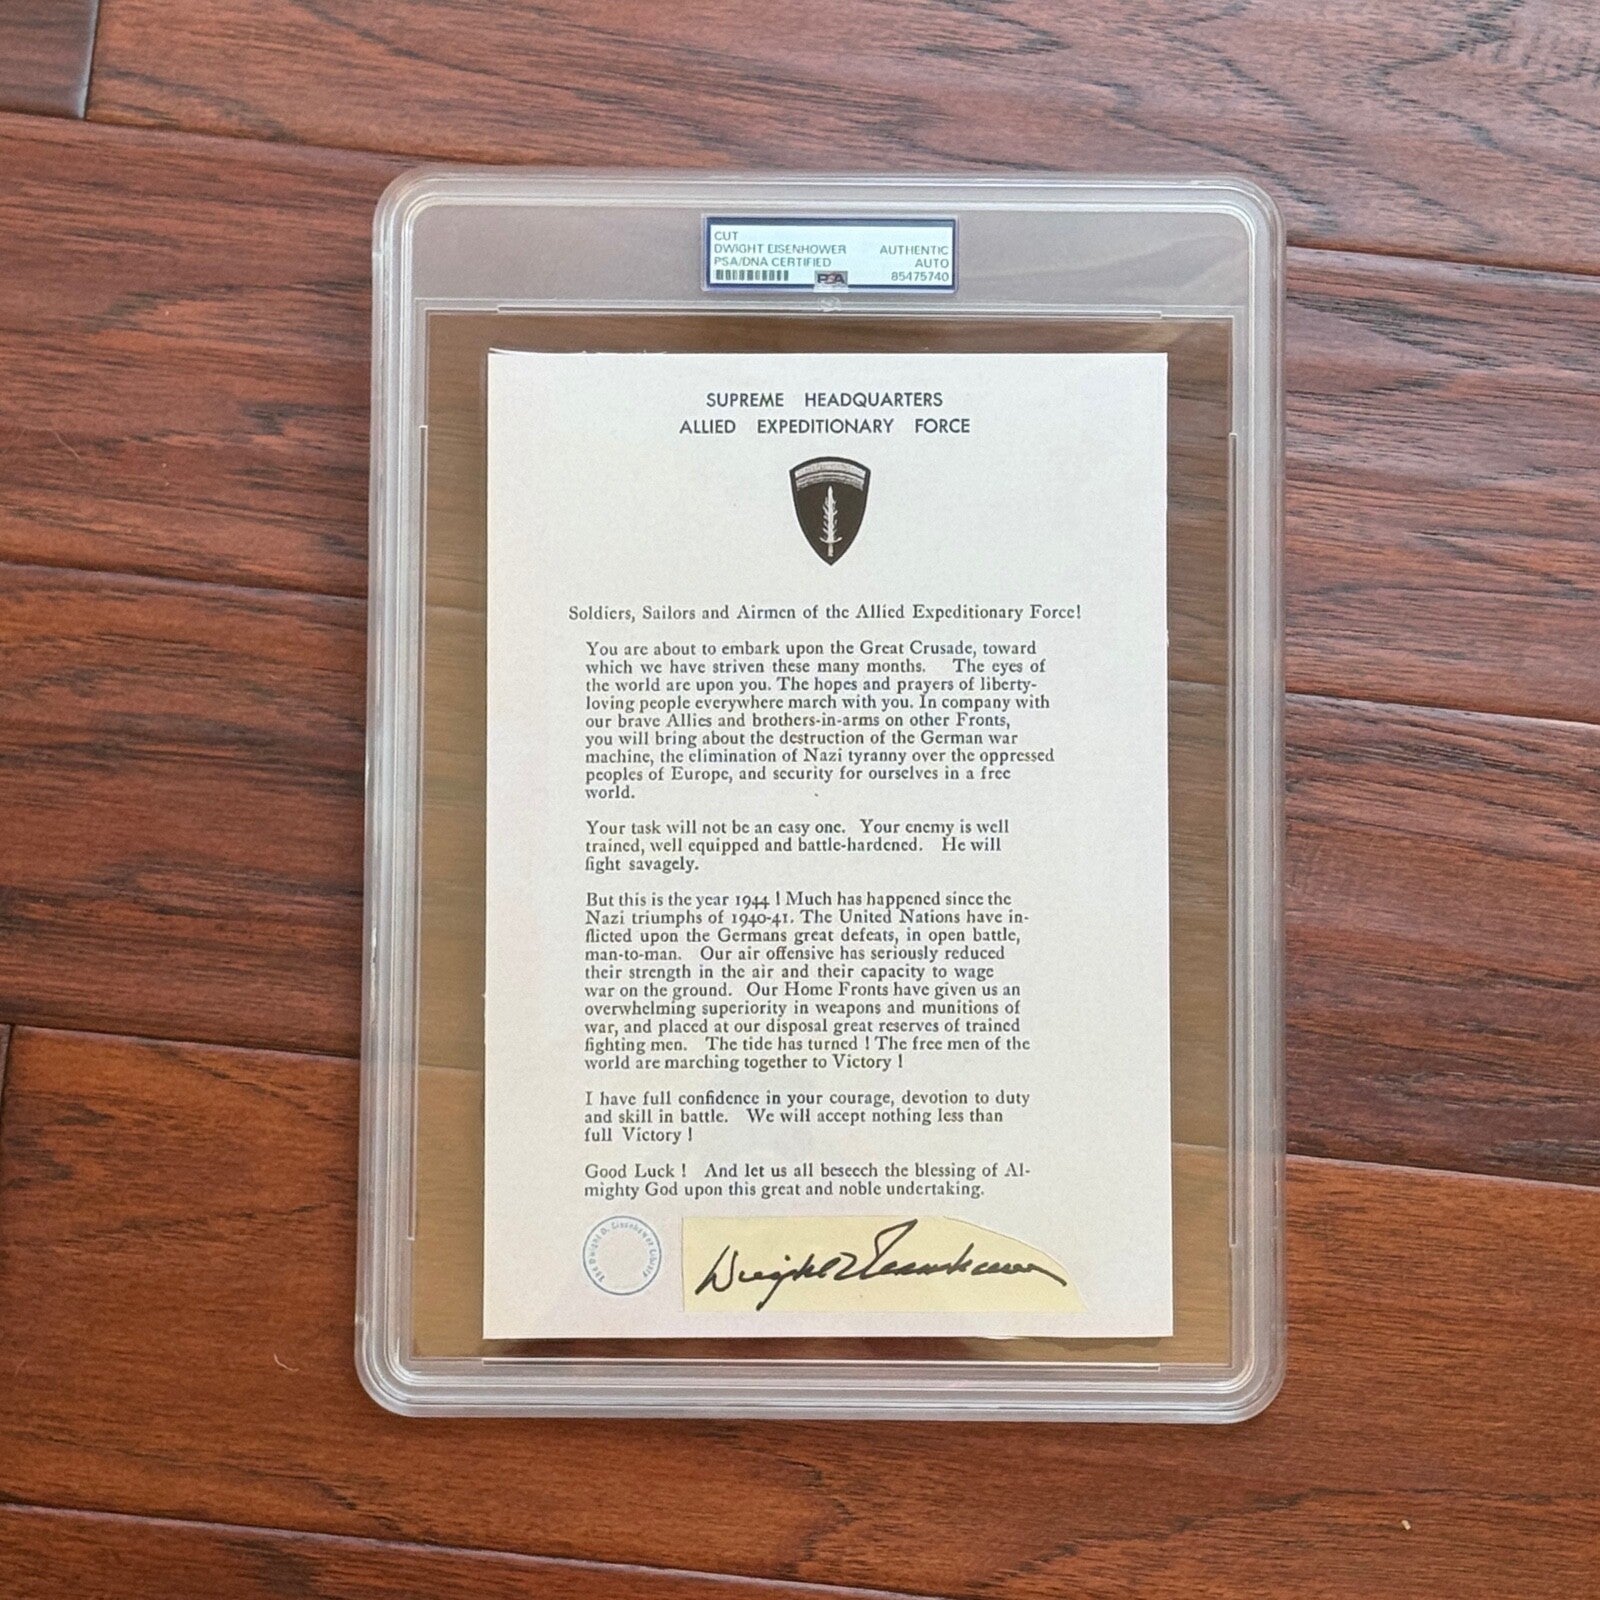 CUT
DWIGHT EISENHOWER AUTHENTIC
PSA/DNA CERTIFIED AUTO
PSA 85475740
SUPREME HEADQUARTERS
ALLIED EXPEDITIONARY FORCE
Soldiers, Sailors and Airmen of the Allied Expeditionary Force!
You are about to embark upon the Great Crusade, toward
which we have striven these many months. The eyes of
the world are upon you. The hopes and prayers of liberty-
loving people everywhere march with you. In company with
our brave Allies and brothers-in-arms on other Fronts,
you will bring about the destruction of the German war
machine, the elimination of Nazi tyranny over the oppressed
peoples of Europe, and security for ourselves in a free
world.
Your task will not be an easy one. Your enemy is well
trained, well equipped and battle-hardened. He will
fight savagely.
But this is the year 1944 ! Much has happened since the
Nazi triumphs of 1940-41. The United Nations have in-
flicted upon the Germans great defeats, in open battle,
man-to-man. Our air offensive has seriously reduced
their strength in the air and their capacity to wage
war on the ground. Our Home Fronts have given us an
overwhelming superiority in weapons and munitions of
war, and placed at our disposal great reserves of trained
fighting men. The tide has turned ! The free men of the
world are marching together to Victory !
I have full confidence in your courage, devotion to duty
and skill in battle. We will accept nothing less than
full Victory !
Good Luck ! And let us all beseech the blessing of Al-
mighty God upon this great and noble undertaking.
The Dwight D. Eisenhower Library
Dwight D Eisenhower